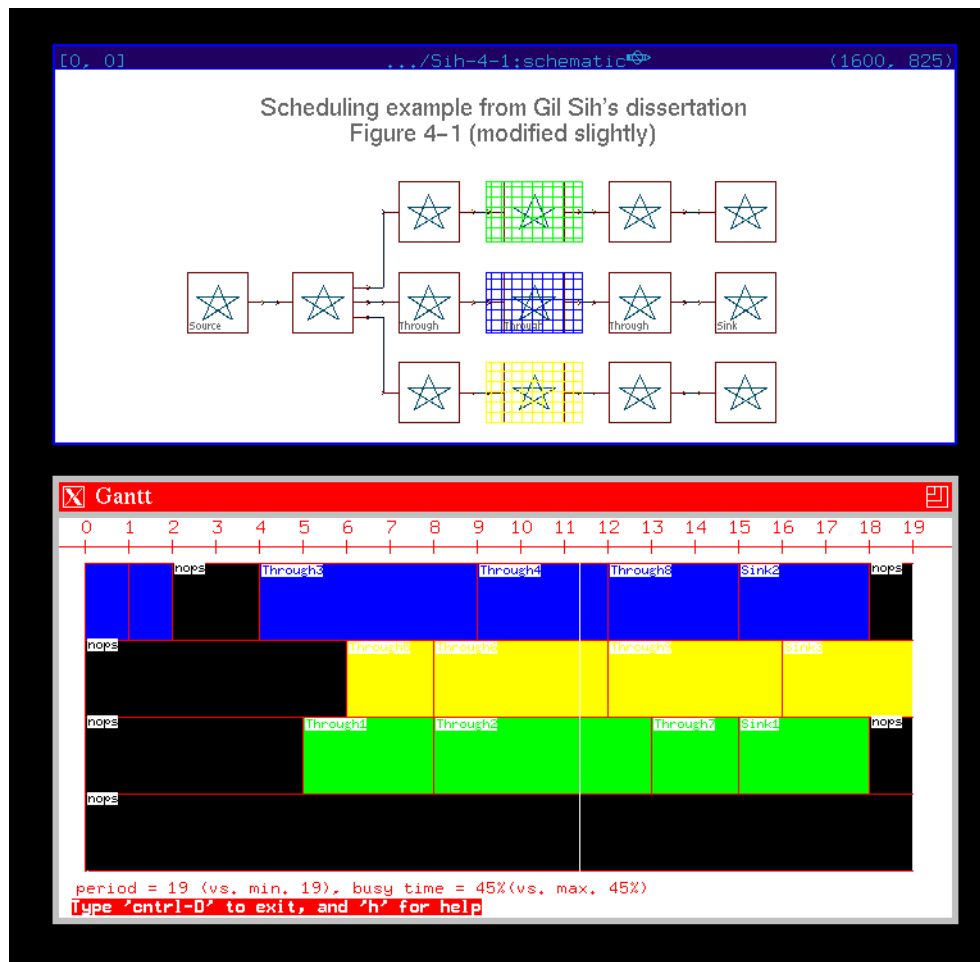 [0, 0] .../Sih-4-1:schematic (1600, 825)
Scheduling example from Gil Sih's dissertation
Figure 4-1 (modified slightly)
Source Through Through Through Sink
X Gantt
0 1 2 3 4 5 6 7 8 9 10 11 12 13 14 15 16 17 18 19
nops Through3 Through4 Through8 Sink2 nops
nops Through5 Through6 Through9 Sink3
nops Through1 Through2 Through7 Sink1 nops
nops
period = 19 (vs. min. 19), busy time = 45%(vs. max. 45%)
Type 'cntrl-D' to exit, and 'h' for help